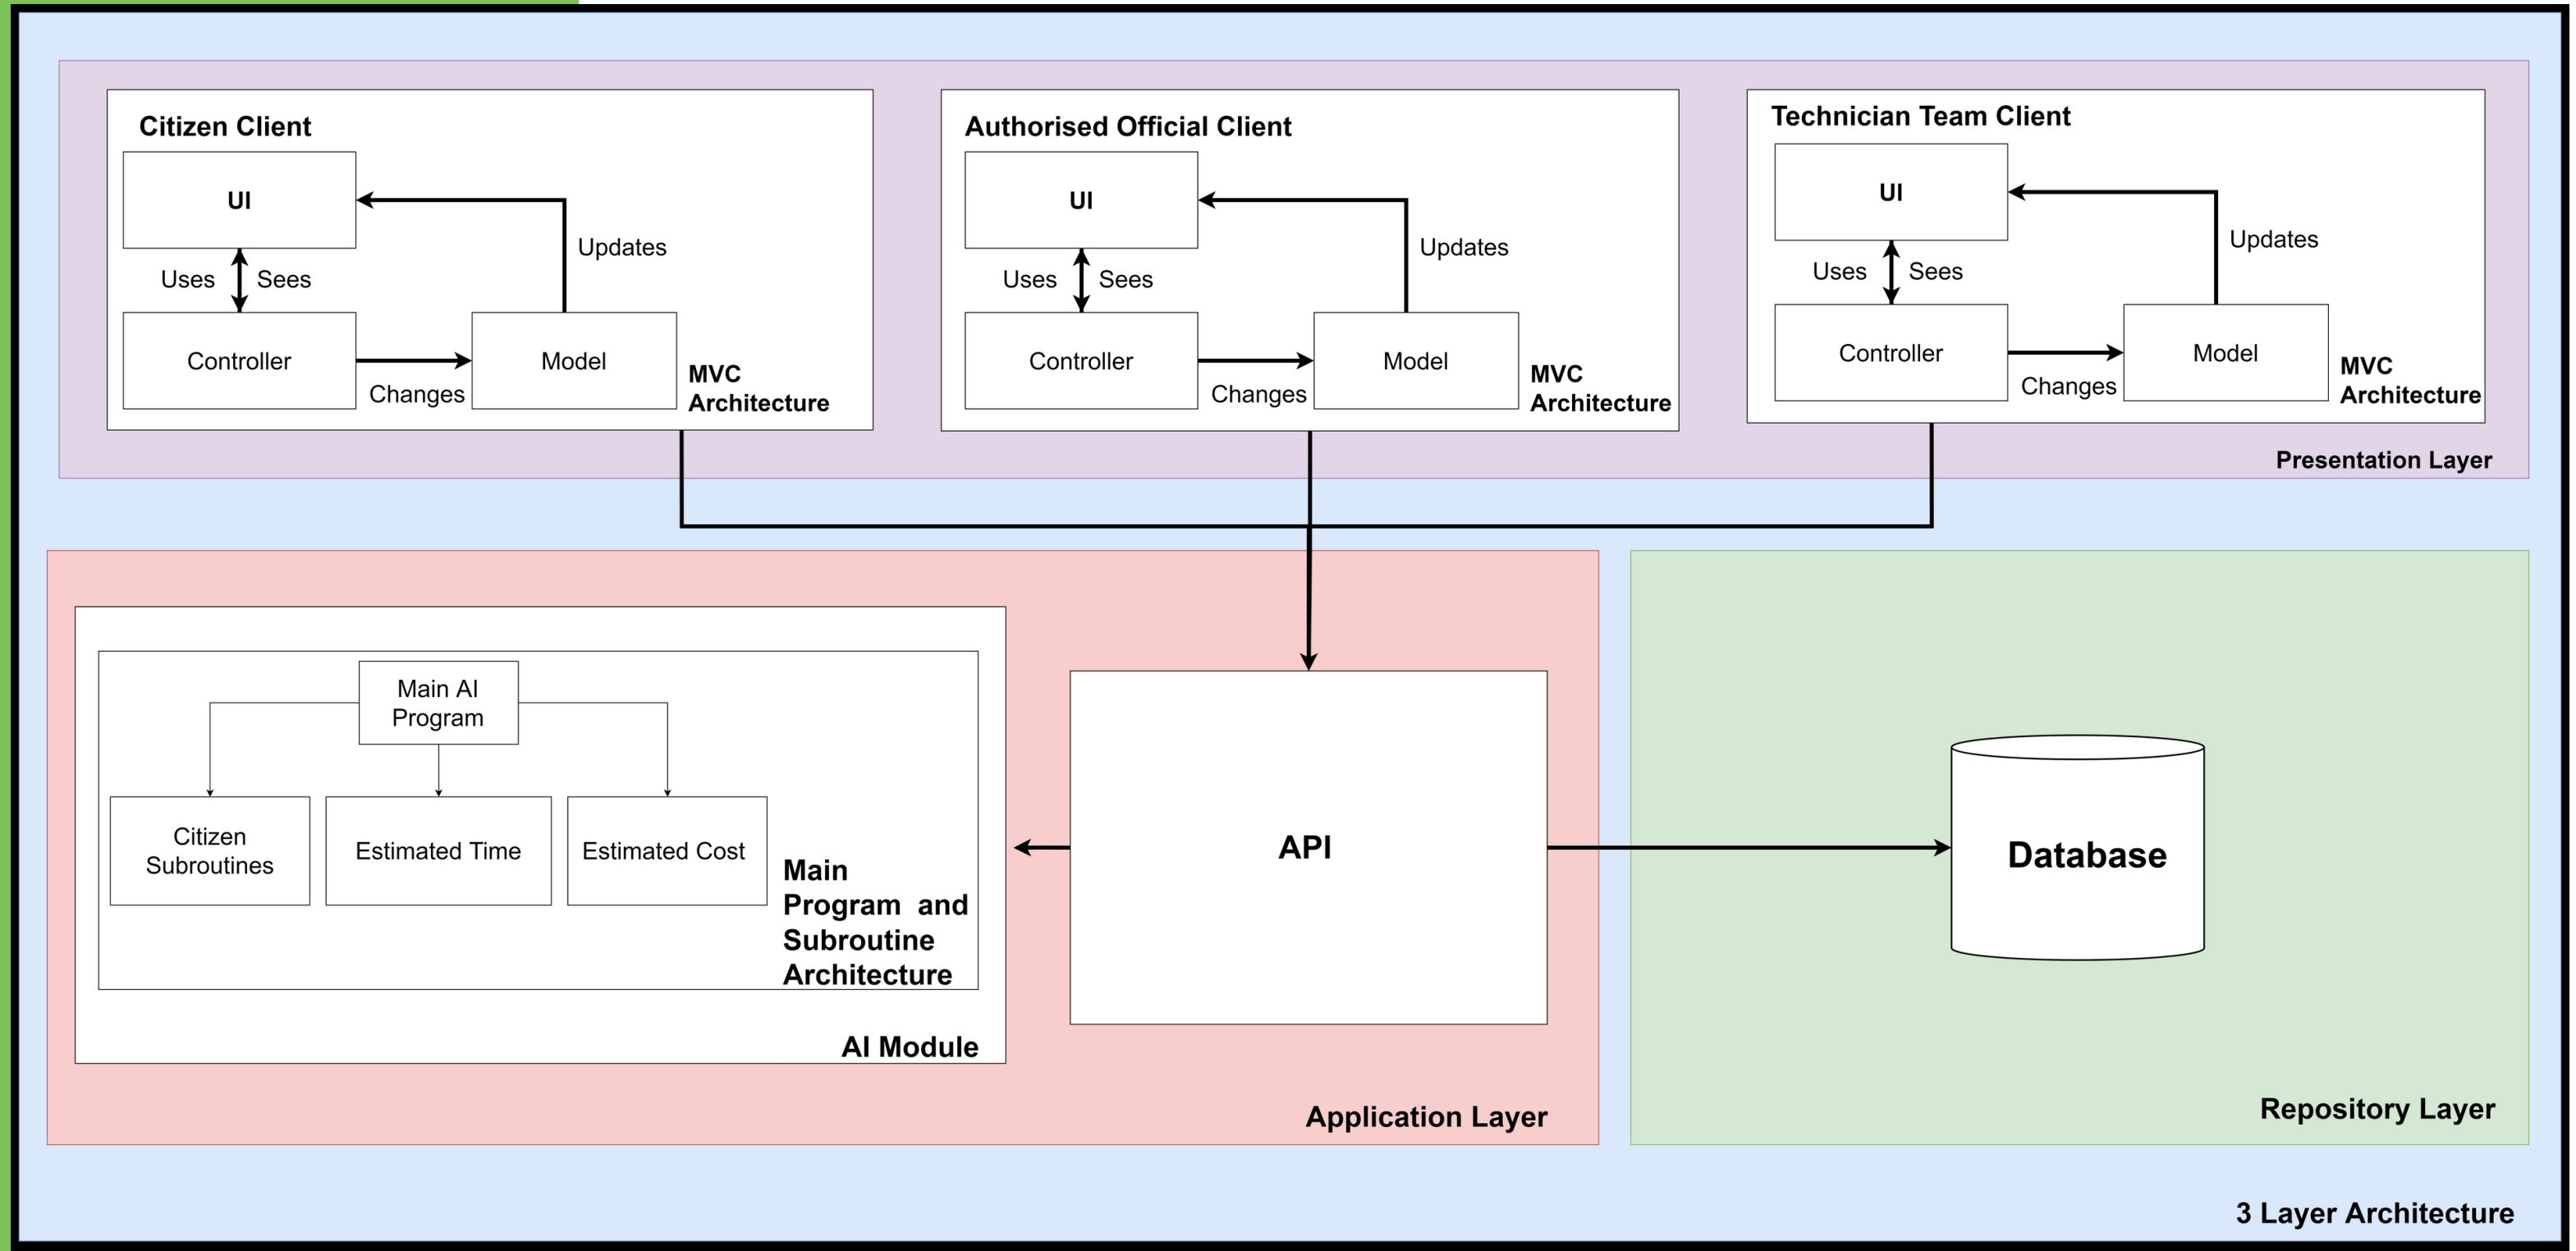 Citizen Client
UI
Updates
Uses Sees
Controller
Model
Changes
MVC
Architecture
Authorised Official Client
UI
Updates
Uses Sees
Controller
Model
Changes
MVC
Architecture
Technician Team Client
UI
Updates
Uses Sees
Controller
Model
Changes
MVC
Architecture
Presentation Layer
Main AI
Program
Citizen
Subroutines
Estimated Time
Estimated Cost
Main
Program and
Subroutine
Architecture
AI Module
API
Application Layer
Database
Repository Layer
3 Layer Architecture